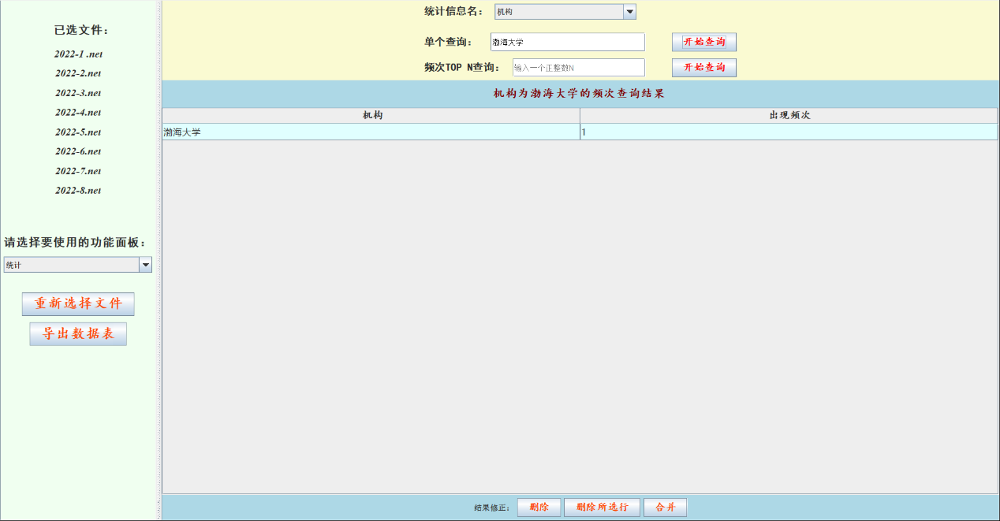 已选文件：
2022-1 .net
2022-2.net
2022-3.net
2022-4.net
2022-5.net
2022-6.net
2022-7.net
2022-8.net
请选择要使用的功能面板：
统计
重新选择文件
导出数据表
统计信息名： 机构
单个查询： 渤海大学 开始查询
频次TOP N查询： 输入一个正整数N 开始查询
机构为渤海大学的频次查询结果
机构 出现频次
渤海大学 1
结果修正： 删除 删除所选行 合并